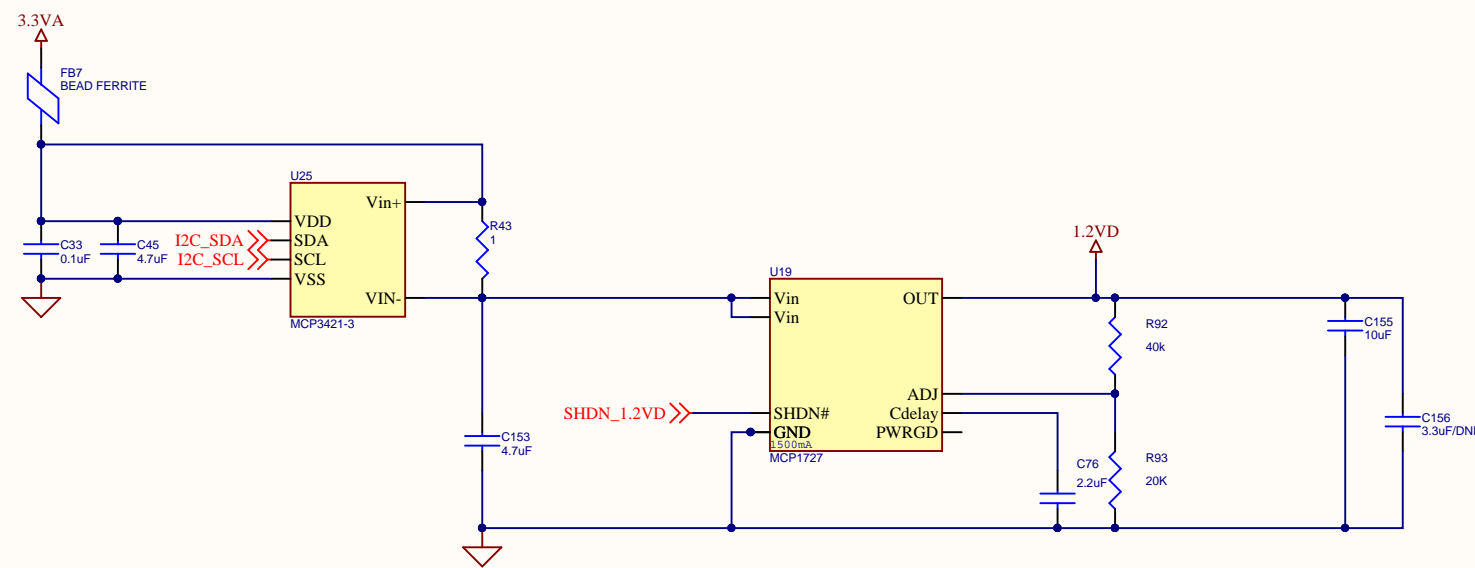 3.3VA
FB7
BEAD FERRITE
U25
Vin+
VDD
SDA
SCL
VSS
VIN-
MCP3421-3
I2C_SDA
I2C_SCL
C33
0.1uF
C45
4.7uF
R43
1
C153
4.7uF
SHDN_1.2VD
U19
Vin
Vin
OUT
ADJ
SHDN#
Cdelay
GND
PWRGD
1500mA
MCP1727
1.2VD
R92
40k
C76
2.2uF
R93
20K
C155
10uF
C156
3.3uF/DNI